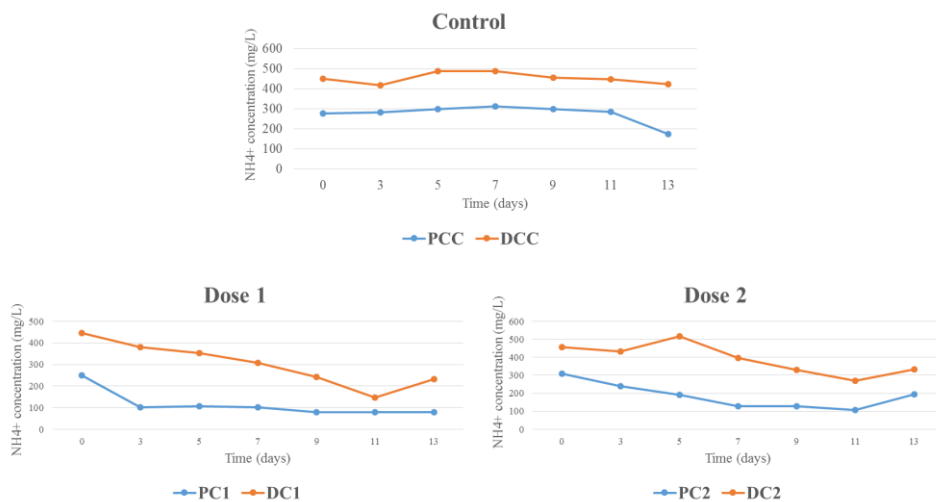 Control
NH4+ concentration (mg/L)
600
500
400
300
200
100
0
0 3 5 7 9 11 13
Time (days)
PCC DCC
Dose 1
NH4+ concentration (mg/L)
500
400
300
200
100
0
0 3 5 7 9 11 13
Time (days)
PC1 DC1
Dose 2
NH4+ concentration (mg/L)
600
500
400
300
200
100
0
0 3 5 7 9 11 13
Time (days)
PC2 DC2